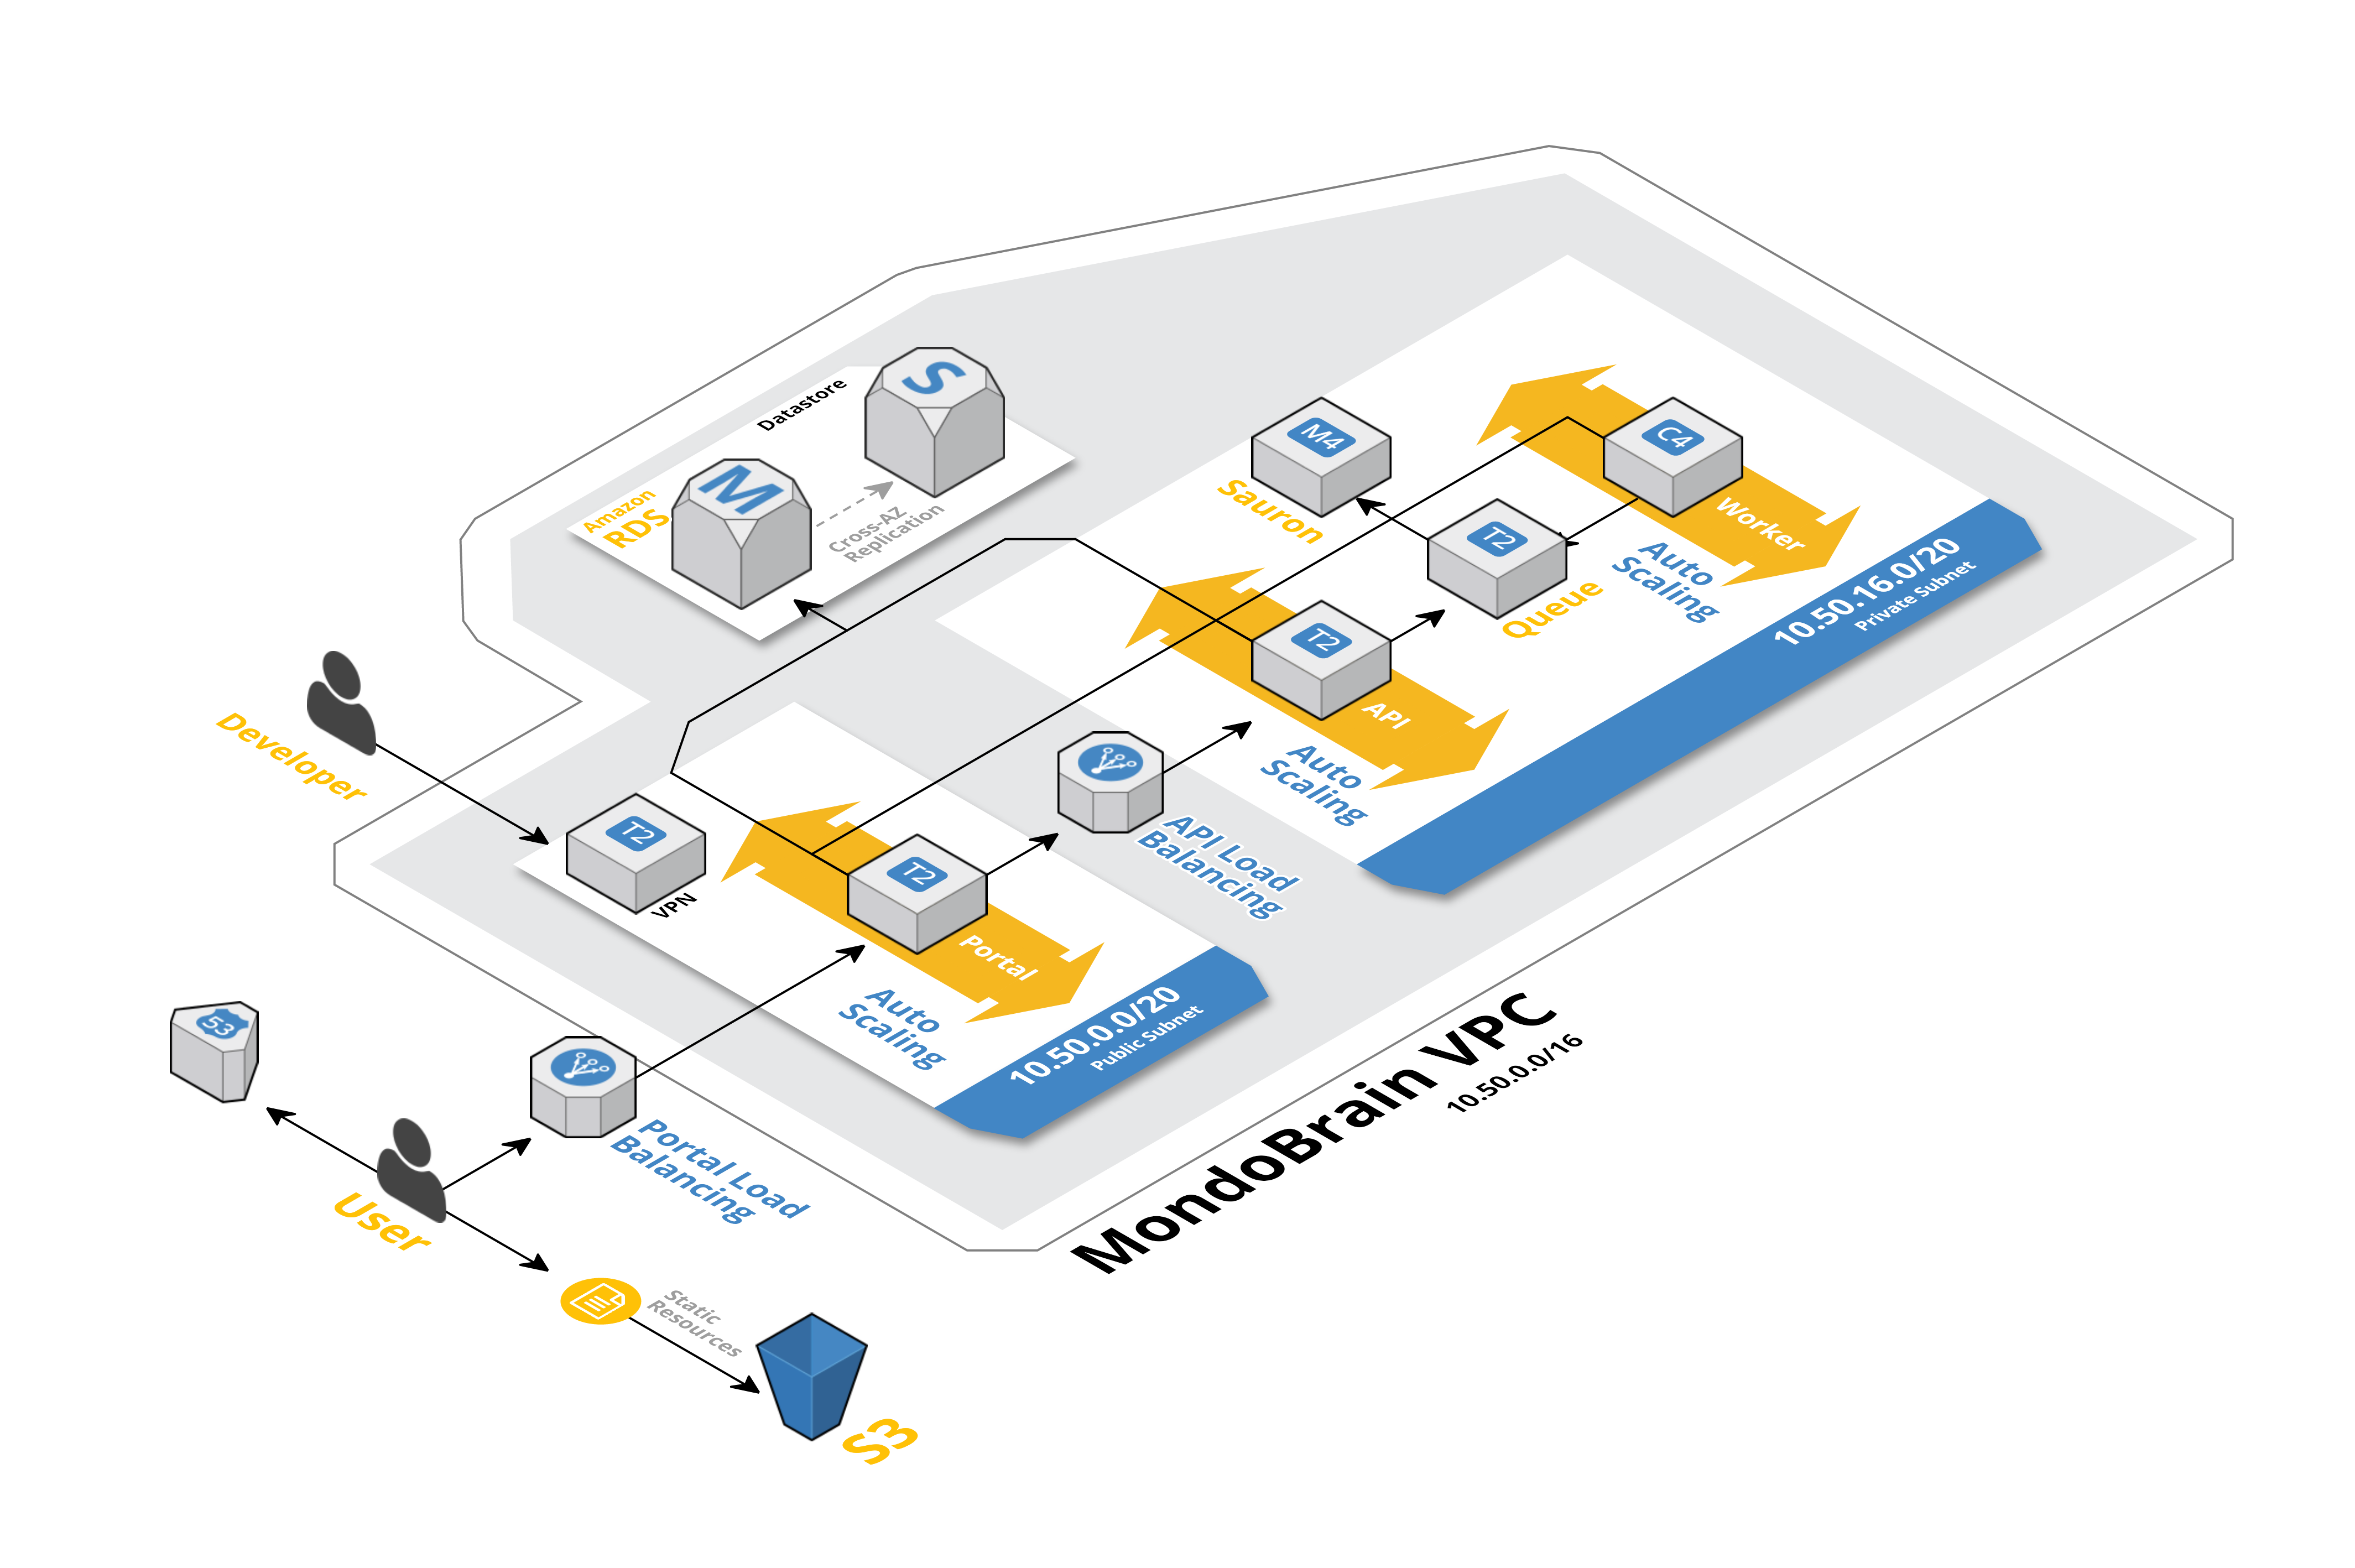 Datastore
S
Amazon
RDS
M
Cross-AZ
Replication
M4
Sauron
C4
Worker
Auto
Scaling
T2
Queue
10.50.16.0/20
Private Subnet
T2
API
Auto
Scaling
API Load
Balancing
Developer
T2
VPN
T2
Portal
Auto
Scaling
10.50.0.0/20
Public Subnet
MondoBrain VPC
10.50.0.0/16
53
User
Portal Load
Balancing
Static
Resources
S3